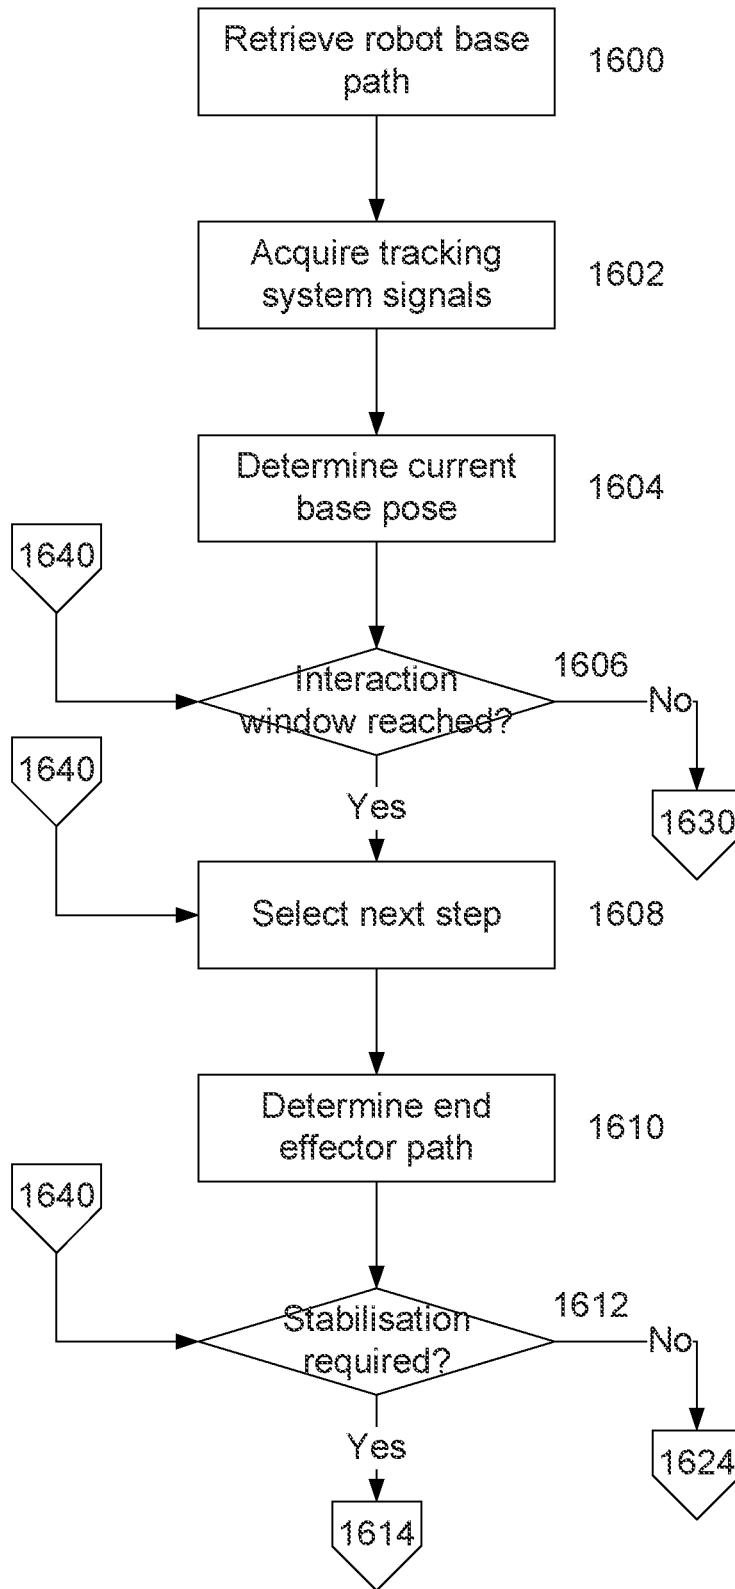 Retrieve robot base
path
1600
Acquire tracking
system signals
1602
Determine current
base pose
1604
1640
Interaction
window reached?
1606
No
1640
Yes
1630
Select next step
1608
Determine end
effector path
1610
1640
Stabilisation
required?
1612
No
Yes
1624
1614